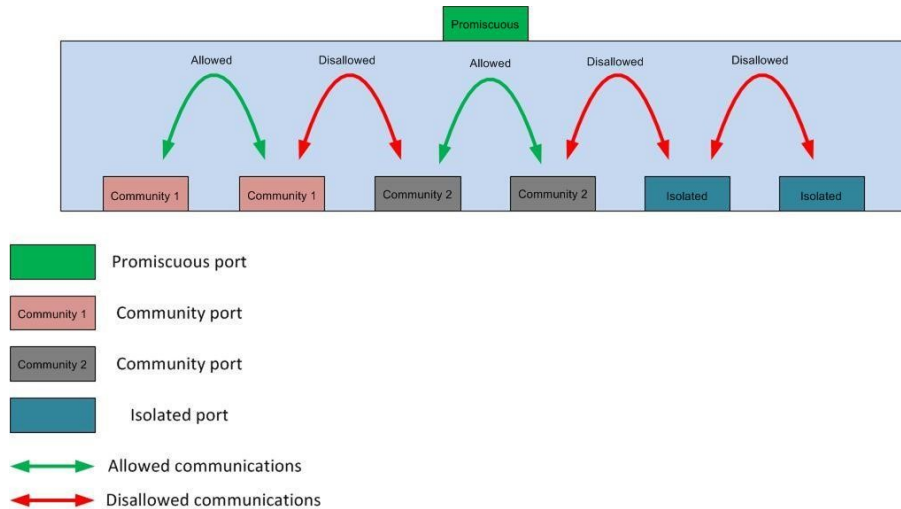 Promiscuous
Allowed
Disallowed
Allowed
Disallowed
Disallowed
Community 1
Community 1
Community 2
Community 2
Isolated
Isolated
Promiscuous port
Community 1 Community port
Community 2 Community port
Isolated port
Allowed communications
Disallowed communications